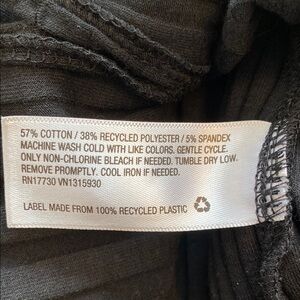 57% COTTON / 38% RECYCLED POLYESTER / 5% SPANDEX
MACHINE WASH COLD WITH LIKE COLORS. GENTLE CYCLE.
ONLY NON-CHLORINE BLEACH IF NEEDED. TUMBLE DRY LOW.
REMOVE PROMPTLY. COOL IRON IF NEEDED.
RN17730 VN1315930
LABEL MADE FROM 100% RECYCLED PLASTIC